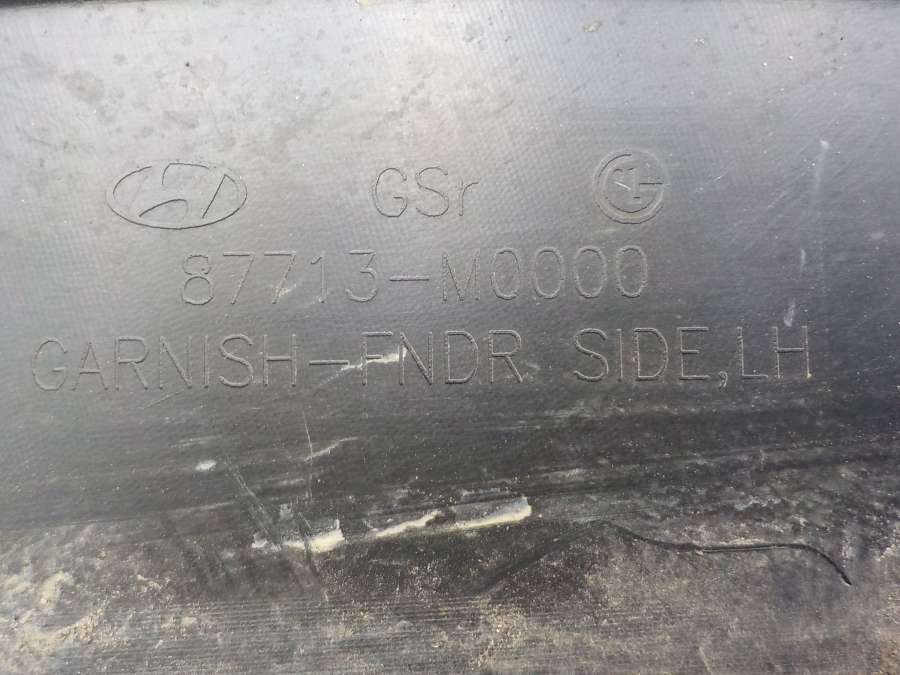 GSr
87713-M0000
GARNISH-FNDR. SIDE,LH